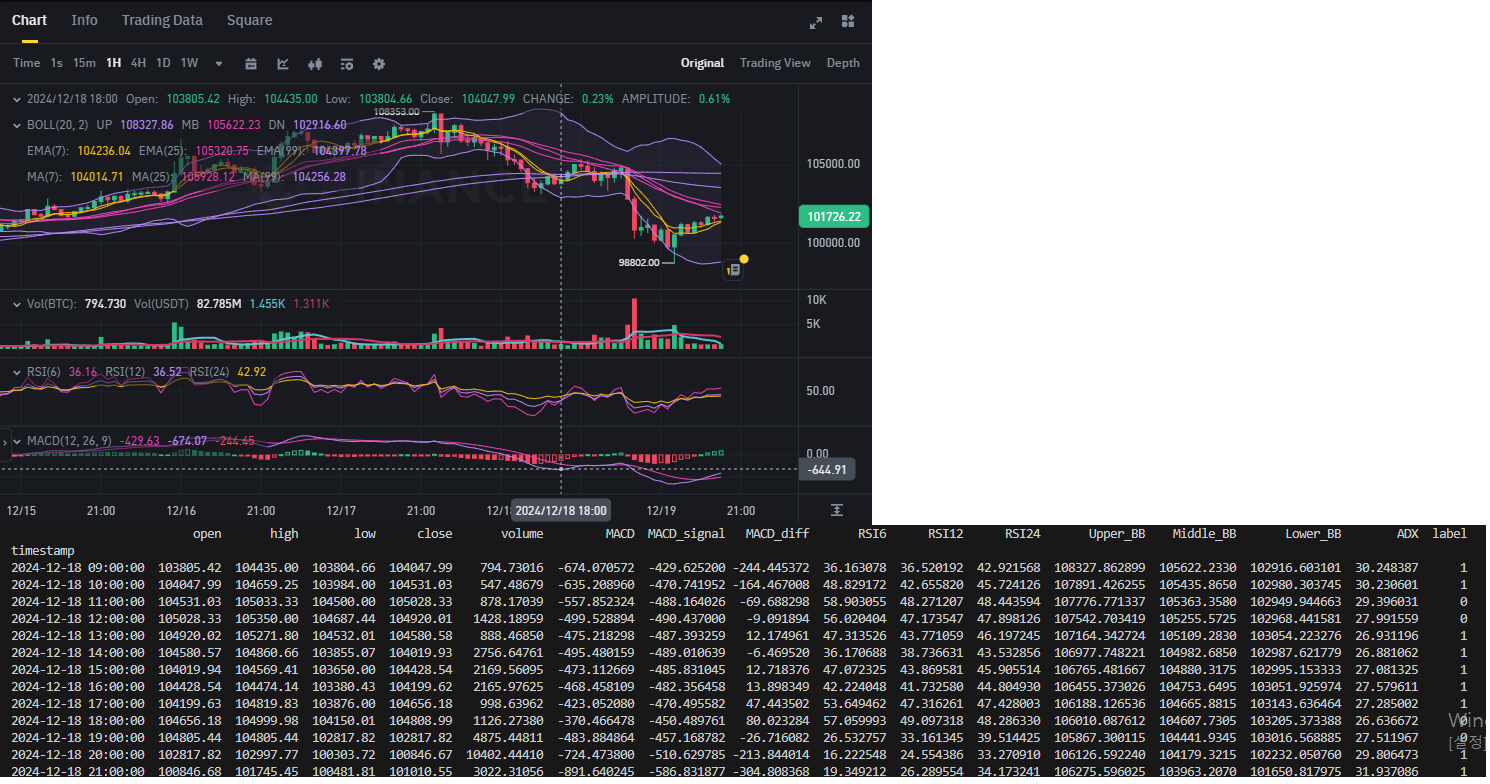 Chart Info Trading Data Square
Time 1s 15m 1H 4H 1D 1W Original Trading View Depth
2024/12/18 18:00 Open: 103805.42 High: 104435.00 Low: 103804.66 Close: 104047.99 CHANGE: 0.23% AMPLITUDE: 0.61%
108353.00
BOLL(20, 2) UP 108327.86 MB 105622.23 DN 102916.60
EMA(7): 104236.04 EMA(25): 105320.75 EMA(99): 104397.78
105000.00
MA(7): 104014.71 MA(25): 105928.12 MA(99): 104256.28
101726.22
100000.00
98802.00
Vol(BTC): 794.730 Vol(USDT) 82.785M 1.455K 1.311K
10K
5K
RSI(6) 36.16 RSI(12) 36.52 RSI(24) 42.92
50.00
MACD(12, 26, 9) -429.63 -674.07 -244.45
0.00
-644.91
12/15 21:00 12/16 21:00 12/17 21:00 12/18 2024/12/18 18:00 12/19 21:00
open high low close volume MACD MACD_signal MACD_diff RSI6 RSI12 RSI24 Upper_BB Middle_BB Lower_BB ADX label
timestamp
2024-12-18 09:00:00 103805.42 104435.00 103804.66 104047.99 794.73016 -674.070572 -429.625200 -244.445372 36.163078 36.520192 42.921568 108327.862899 105622.2330 102916.603101 30.248387 1
2024-12-18 10:00:00 104047.99 104659.25 103984.00 104531.03 547.48679 -635.208960 -470.741952 -164.467008 48.829172 42.655820 45.724126 107891.426255 105435.8650 102980.303745 30.230601 1
2024-12-18 11:00:00 104531.03 105033.33 104500.00 105028.33 878.17039 -557.852324 -488.164026 -69.688298 58.903055 48.271207 48.443594 107776.771337 105363.3580 102949.944663 29.396031 0
2024-12-18 12:00:00 105028.33 105350.00 104687.44 104920.01 1428.18959 -499.528894 -490.437000 -9.091894 56.020404 47.173547 47.898126 107542.703419 105255.5725 102968.441581 27.991559 0
2024-12-18 13:00:00 104920.02 105271.80 104532.01 104580.58 888.46850 -475.218298 -487.393259 12.174961 47.313526 43.771059 46.197245 107164.342724 105109.2830 103054.223276 26.931196 1
2024-12-18 14:00:00 104580.57 104860.66 103855.07 104019.93 2756.64761 -495.480159 -489.010639 -6.469520 36.170688 38.736631 43.532856 106977.748221 104982.6850 102987.621779 26.881062 1
2024-12-18 15:00:00 104019.94 104569.41 103650.00 104428.54 2169.56095 -473.112669 -485.831045 12.718376 47.072325 43.869581 45.905514 106765.481667 104880.3175 102995.153333 27.081325 1
2024-12-18 16:00:00 104428.54 104474.14 103380.43 104199.62 2165.97625 -468.458109 -482.356458 13.898349 42.224048 41.732580 44.804930 106455.373026 104753.6495 103051.925974 27.579611 1
2024-12-18 17:00:00 104199.63 104819.83 103876.00 104656.18 998.63962 -423.052080 -470.495582 47.443502 53.649462 47.316261 47.428003 106188.126536 104665.8815 103143.636464 27.285002 1
2024-12-18 18:00:00 104656.18 104999.98 104150.01 104808.99 1126.27380 -370.466478 -450.489761 80.023284 57.059993 49.097318 48.286330 106010.087612 104607.7305 103205.373388 26.636672
2024-12-18 19:00:00 104805.44 104805.44 102817.82 102817.82 4875.44811 -483.884864 -457.168782 -26.716082 26.532757 33.161345 39.514425 105867.300115 104441.9345 103016.568885 27.511967
2024-12-18 20:00:00 102817.82 102997.77 100303.72 100846.67 10402.44410 -724.473800 -510.629785 -213.844014 16.222548 24.554386 33.270910 106126.592240 104179.3215 102232.050760 29.806473 1
2024-12-18 21:00:00 100846.68 101745.45 100481.81 101010.55 3022.31056 -891.640245 -586.831877 -304.808368 19.349212 26.289554 34.173241 106275.596025 103963.2070 101650.817975 31.937086 1